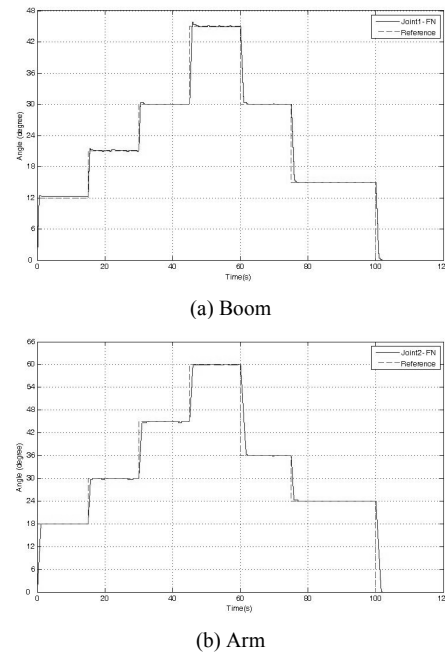 48
42
36
30
24
18
12
6
0
Angle (degree)
0 20 40 60 80 100 120
Time(s)
Joint1-FN
Reference
(a) Boom
66
60
54
48
42
36
30
24
18
12
6
0
Angle (degree)
0 20 40 60 80 100 120
Time(s)
Joint2-FN
Reference
(b) Arm